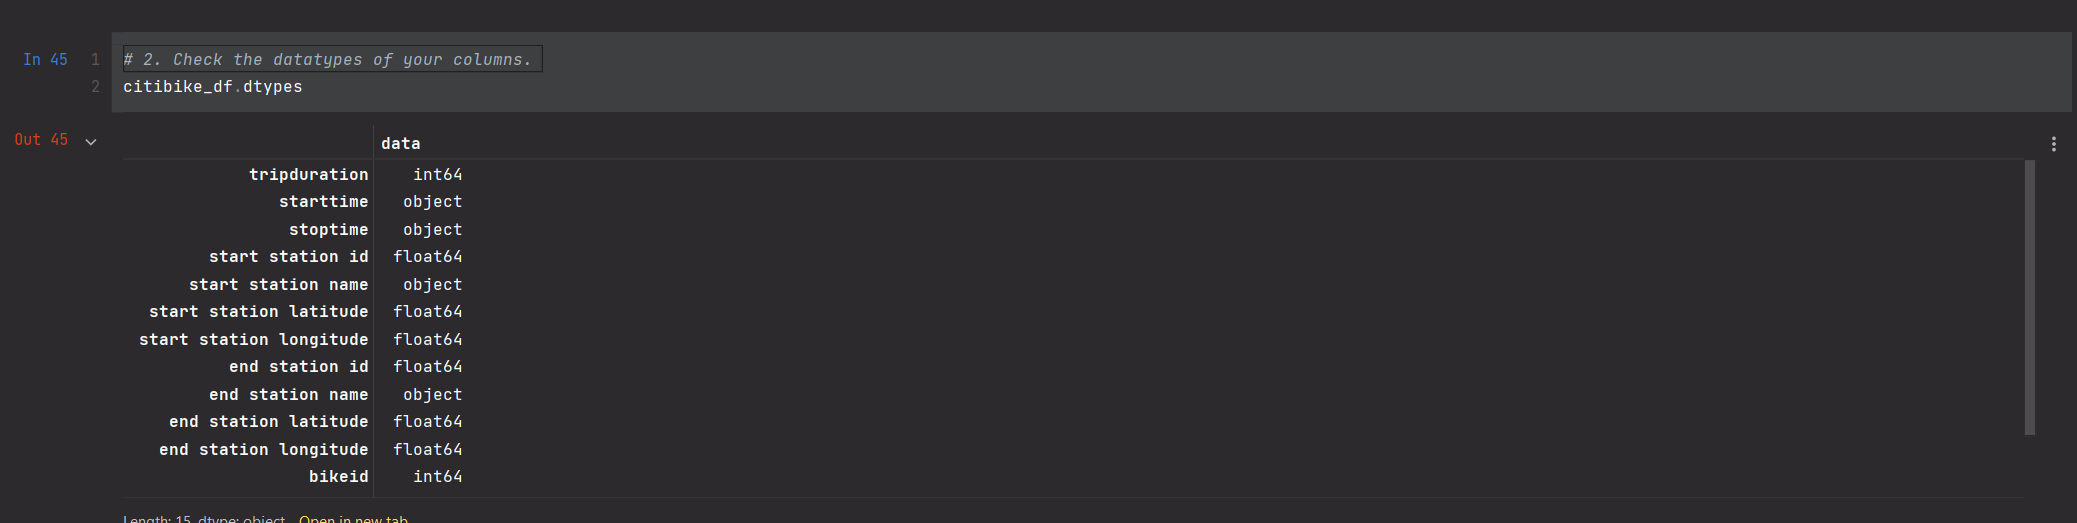 In 45 1 # 2. Check the datatypes of your columns.
2 citibike_df.dtypes
Out 45 data
tripduration int64
starttime object
stoptime object
start station id float64
start station name object
start station latitude float64
start station longitude float64
end station id float64
end station name object
end station latitude float64
end station longitude float64
bikeid int64
Length: 15, dtype: object Open in new tab